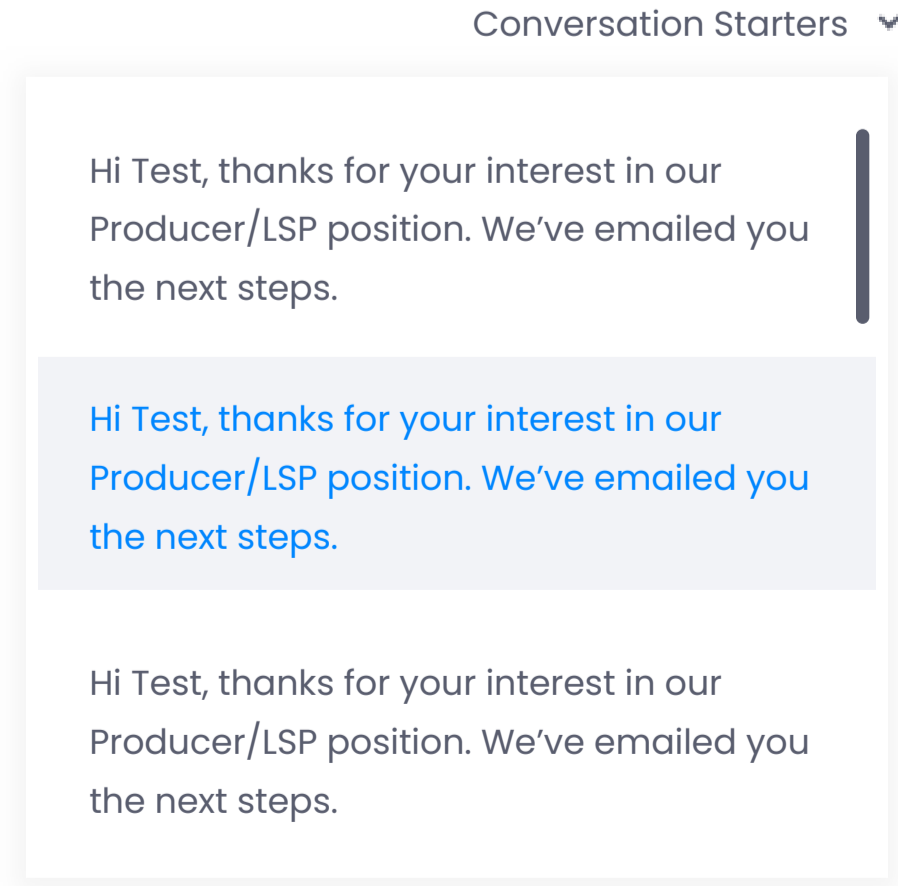 Conversation Starters
Hi Test, thanks for your interest in our
Producer/LSP position. We’ve emailed you
the next steps.
Hi Test, thanks for your interest in our
Producer/LSP position. We’ve emailed you
the next steps.
Hi Test, thanks for your interest in our
Producer/LSP position. We’ve emailed you
the next steps.